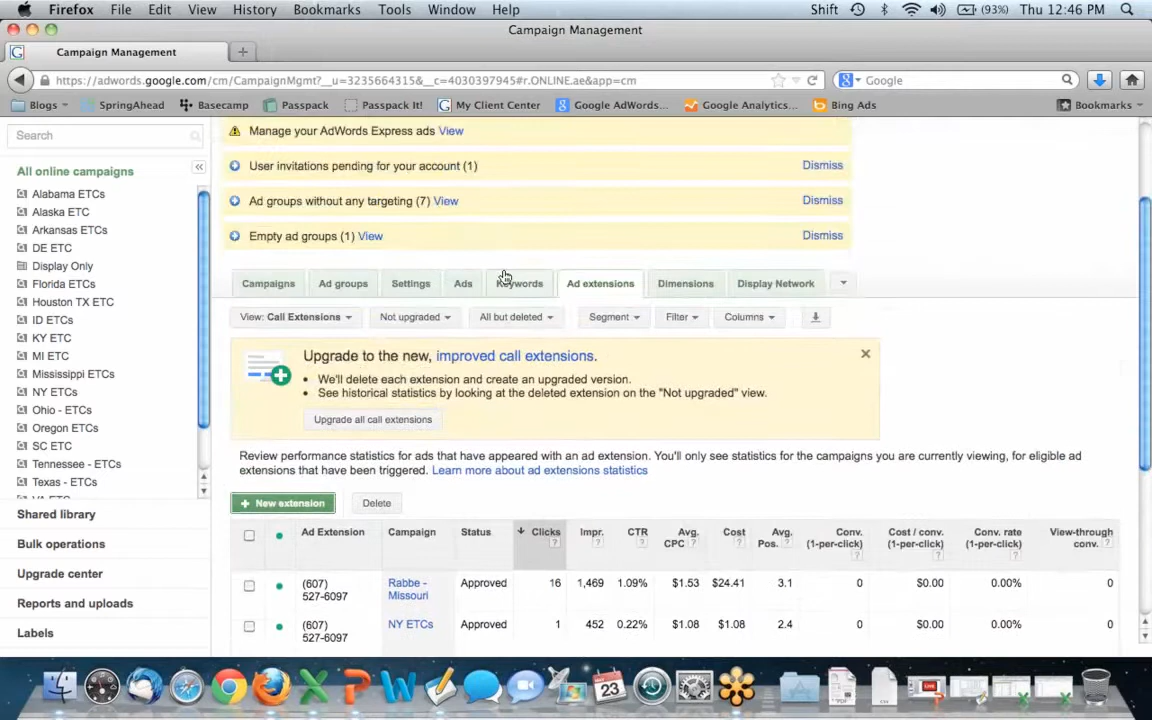 Firefox File Edit View History Bookmarks Tools Window Help Shift (93%) Thu 12:46 PM
Campaign Management
Campaign Management
https://adwords.google.com/cm/CampaignMgmt?__u=3235664315&__c=4030397945#r.ONLINE.ae&app=cm Google
Blogs SpringAhead Basecamp Passpack Passpack It! My Client Center Google AdWords... Google Analytics... Bing Ads Bookmarks
Search
All online campaigns
Alabama ETCs
Alaska ETC
Arkansas ETCs
DE ETC
Display Only
Florida ETCs
Houston TX ETC
ID ETCs
KY ETC
MI ETC
Mississippi ETCs
NY ETCs
Ohio - ETCs
Oregon ETCs
SC ETC
Tennessee - ETCs
Texas - ETCs
Shared library
Bulk operations
Upgrade center
Reports and uploads
Labels
Manage your AdWords Express ads View
User invitations pending for your account (1) Dismiss
Ad groups without any targeting (7) View Dismiss
Empty ad groups (1) View Dismiss
Campaigns Ad groups Settings Ads Keywords Ad extensions Dimensions Display Network
View: Call Extensions Not upgraded All but deleted Segment Filter Columns
Upgrade to the new, improved call extensions.
• We'll delete each extension and create an upgraded version.
• See historical statistics by looking at the deleted extension on the "Not upgraded" view.
Upgrade all call extensions
Review performance statistics for ads that have appeared with an ad extension. You'll only see statistics for the campaigns you are currently viewing, for eligible ad
extensions that have been triggered. Learn more about ad extensions statistics
+ New extension Delete
Ad Extension Campaign Status Clicks ? Impr. ? CTR ? Avg. CPC ? Cost ? Avg. Pos. ? Conv. (1-per-click) ? Cost / conv. (1-per-click) ? Conv. rate (1-per-click) ? View-through conv. ?
(607) 527-6097 Rabbe - Missouri Approved 16 1,469 1.09% $1.53 $24.41 3.1 0 $0.00 0.00% 0
(607) 527-6097 NY ETCs Approved 1 452 0.22% $1.08 $1.08 2.4 0 $0.00 0.00% 0